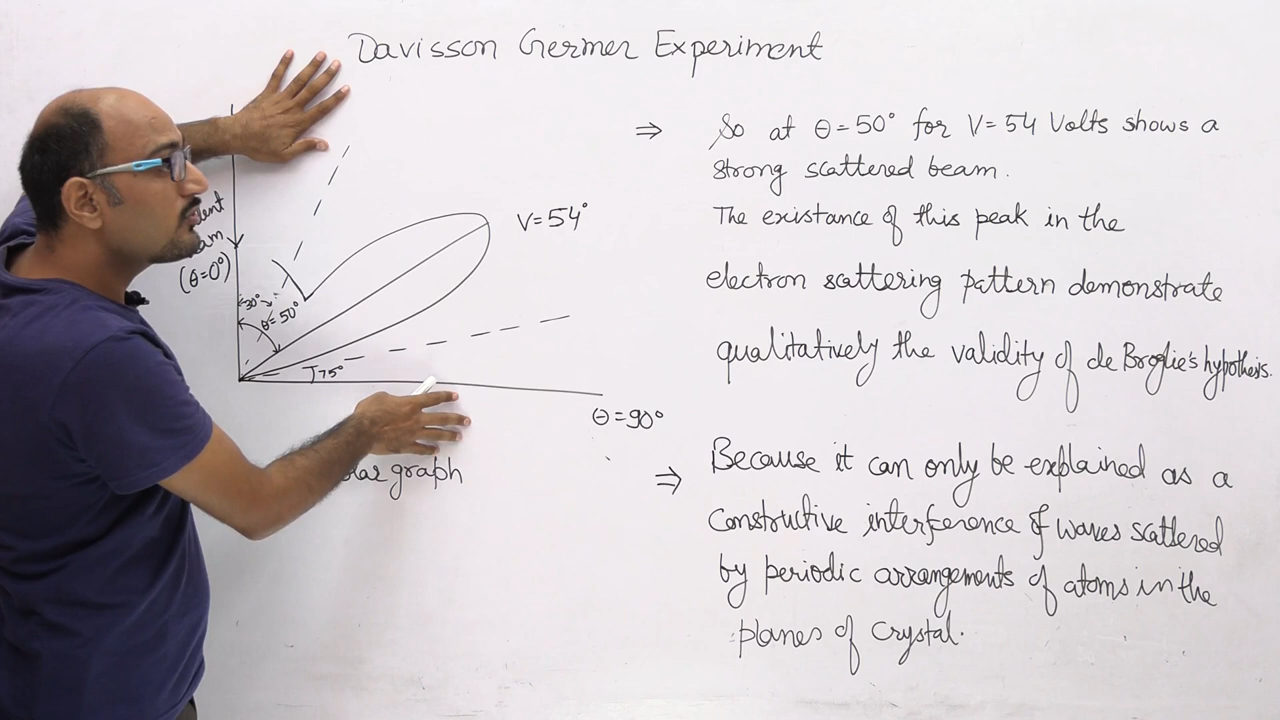 Davisson Germer Experiment
⇒ So at θ = 50° for V = 54 Volts shows a
strong scattered beam.
The existance of this peak in the
electron scattering pattern demonstrate
qualitatively the validity of de Broglie's hypothesis.
⇒ Because it can only be explained as a
constructive interference of waves scattered
by periodic arrangements of atoms in the
planes of crystal.
V = 54°
(θ=0°)
30°
θ = 50°
75°
θ = 90°
graph